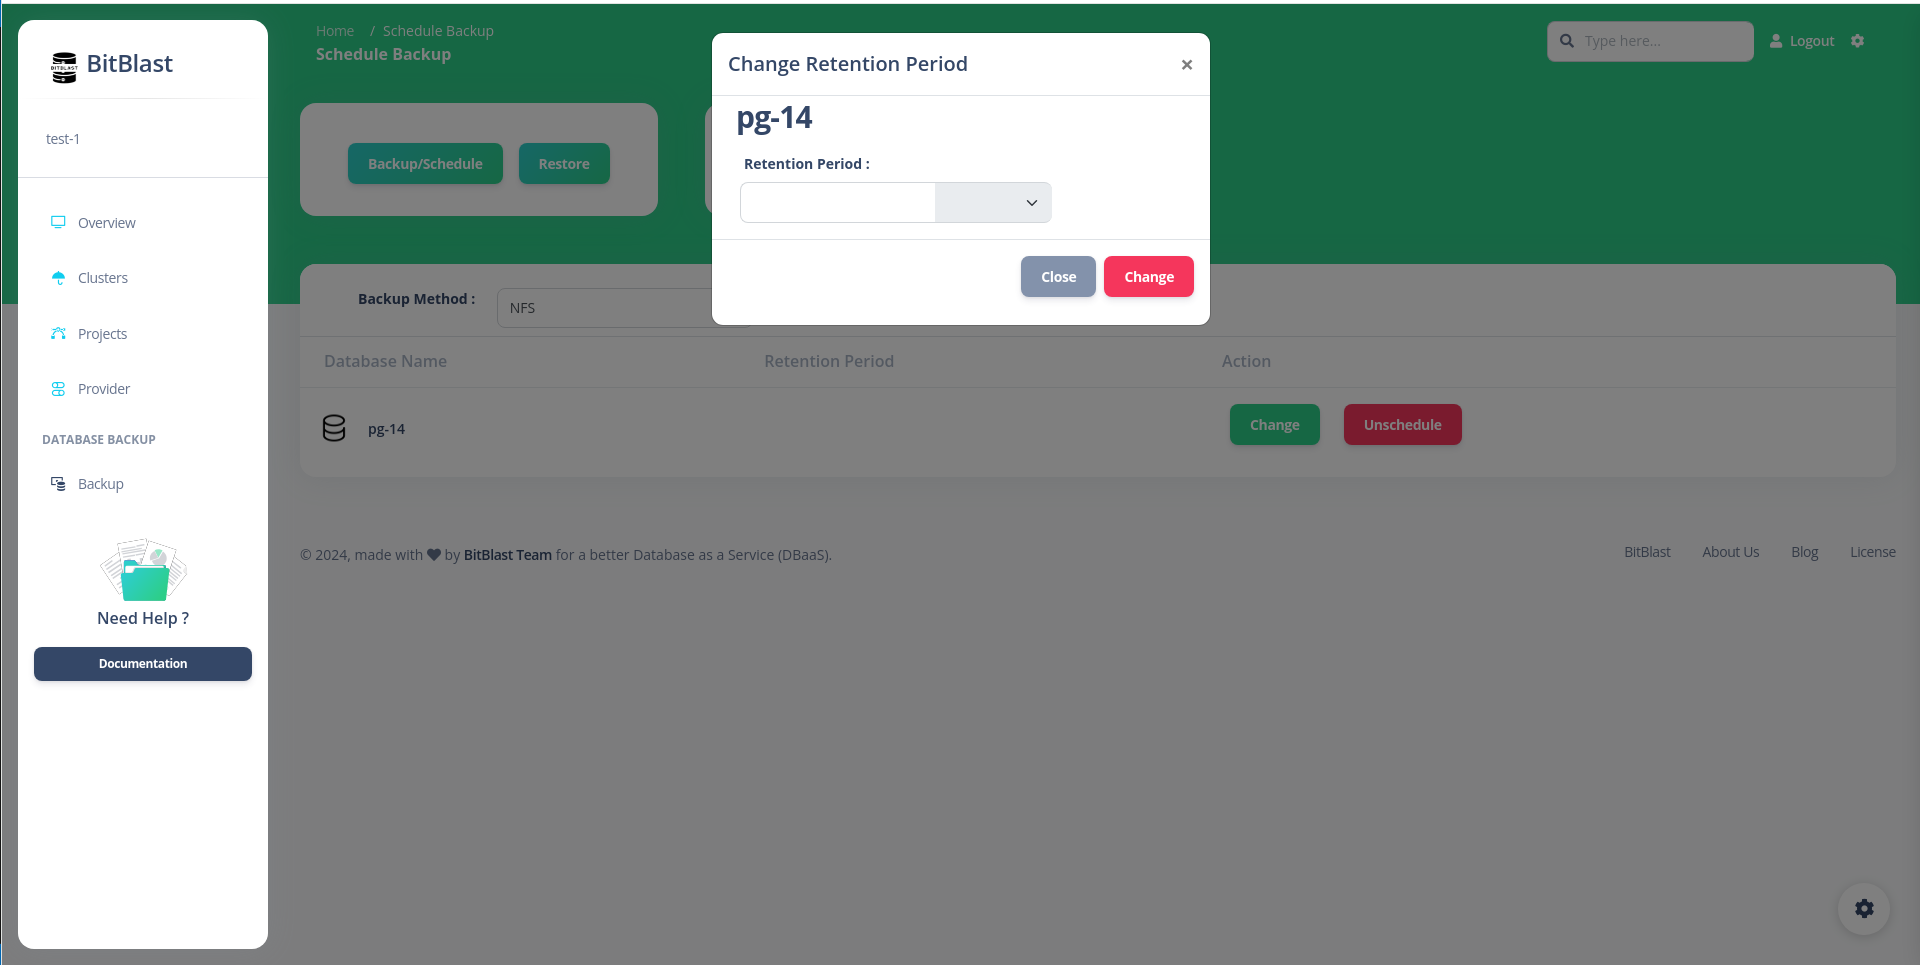 BitBlast
test-1
Overview
Clusters
Projects
Provider
DATABASE BACKUP
Backup
Need Help ?
Documentation
Home / Schedule Backup
Schedule Backup
Type here...
Logout
Backup/Schedule
Restore
Change Retention Period
×
pg-14
Retention Period :
Close
Change
Backup Method :
NFS
Database Name
Retention Period
Action
pg-14
Change
Unschedule
© 2024, made with by BitBlast Team for a better Database as a Service (DBaaS).
BitBlast
About Us
Blog
License